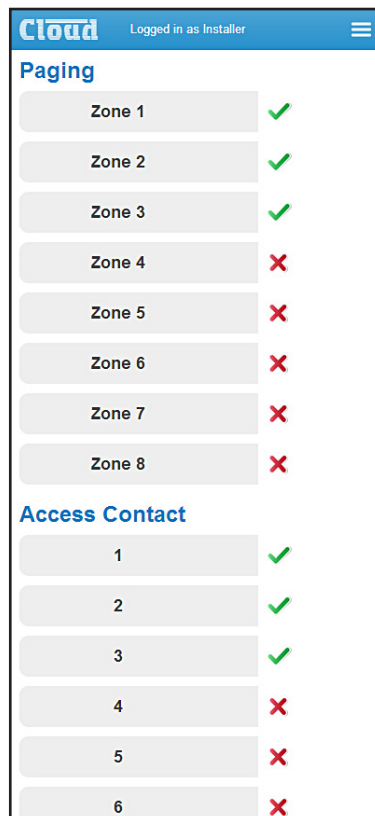 Cloud Logged in as Installer
Paging
Zone 1
Zone 2
Zone 3
Zone 4
Zone 5
Zone 6
Zone 7
Zone 8
Access Contact
1
2
3
4
5
6